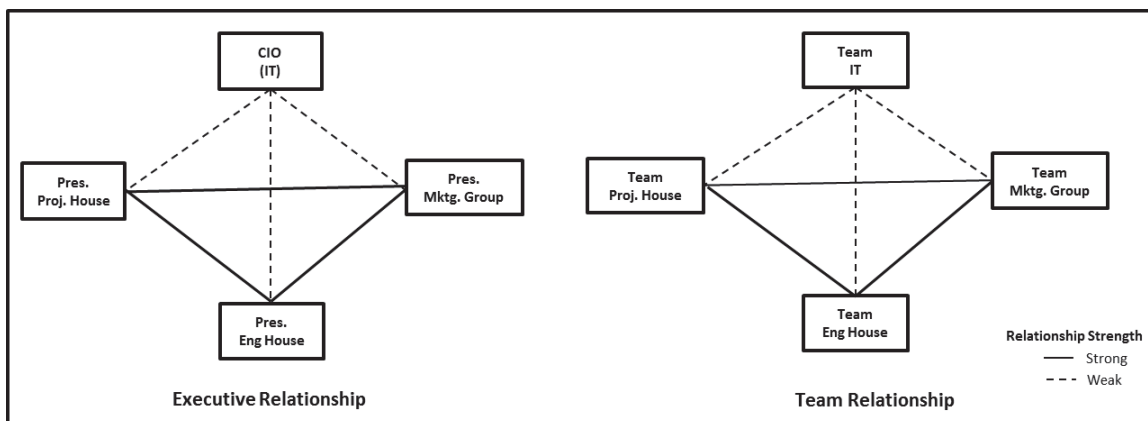 CIO
(IT)
Pres.
Proj. House
Pres.
Mktg. Group
Pres.
Eng House
Executive Relationship
Team
IT
Team
Proj. House
Team
Mktg. Group
Team
Eng House
Team Relationship
Relationship Strength
Strong
Weak